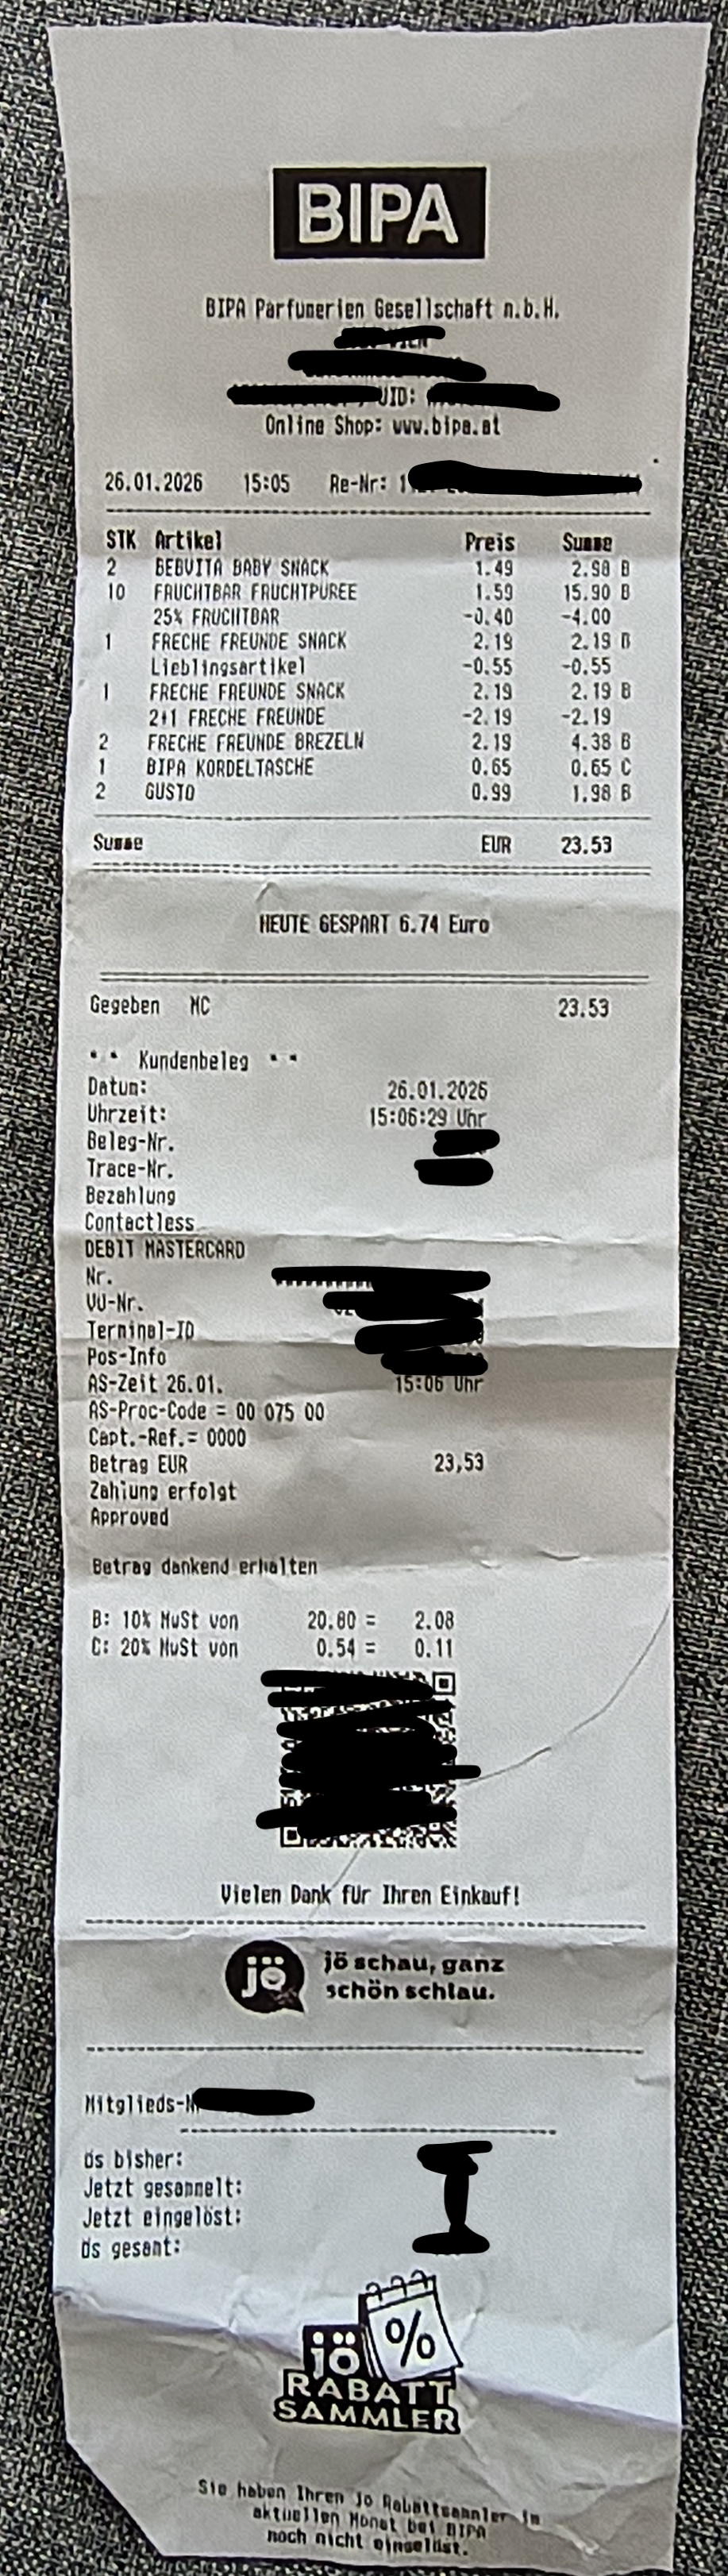 BIPA
BIPA Parfumerien Gesellschaft m.b.H.
UID:
Online Shop: www.bipa.at
26.01.2026 15:05 Re-Nr:
STK Artikel Preis Summe
2 BEBVITA BABY SNACK 1.49 2.98 B
10 FRUCHTBAR FRUCHTPÜREE 1.59 15.90 B
25% FRUCHTBAR -0.40 -4.00
1 FRECHE FREUNDE SNACK 2.19 2.19 B
Lieblingsartikel -0.55 -0.55
1 FRECHE FREUNDE SNACK 2.19 2.19 B
2+1 FRECHE FREUNDE -2.19 -2.19
2 FRECHE FREUNDE BREZELN 2.19 4.38 B
1 BIPA KORDELTASCHE 0.65 0.65 C
2 GUSTO 0.99 1.98 B
Summe EUR 23.53
HEUTE GESPART 6.74 Euro
Gegeben MC 23.53
** Kundenbeleg **
Datum: 26.01.2026
Uhrzeit: 15:06:29 Uhr
Beleg-Nr.
Trace-Nr.
Bezahlung
Contactless
DEBIT MASTERCARD
Nr.
VU-Nr.
Terminal-ID
Pos-Info
AS-Zeit 26.01. 15:06 Uhr
AS-Proc-Code = 00 075 00
Capt.-Ref.= 0000
Betrag EUR 23,53
Zahlung erfolgt
Approved
Betrag dankend erhalten
B: 10% MwSt von 20.80 = 2.08
C: 20% MwSt von 0.54 = 0.11
Vielen Dank für Ihren Einkauf!
jö jö schau, ganz
schön schlau.
Mitglieds-
ös bisher:
Jetzt gesammelt:
Jetzt eingelöst:
ös gesamt:
%
jö
RABATT
SAMMLER
Sie haben Ihren jö Rabattsammler im
aktuellen Monat bei BIPA
noch nicht eingelöst.